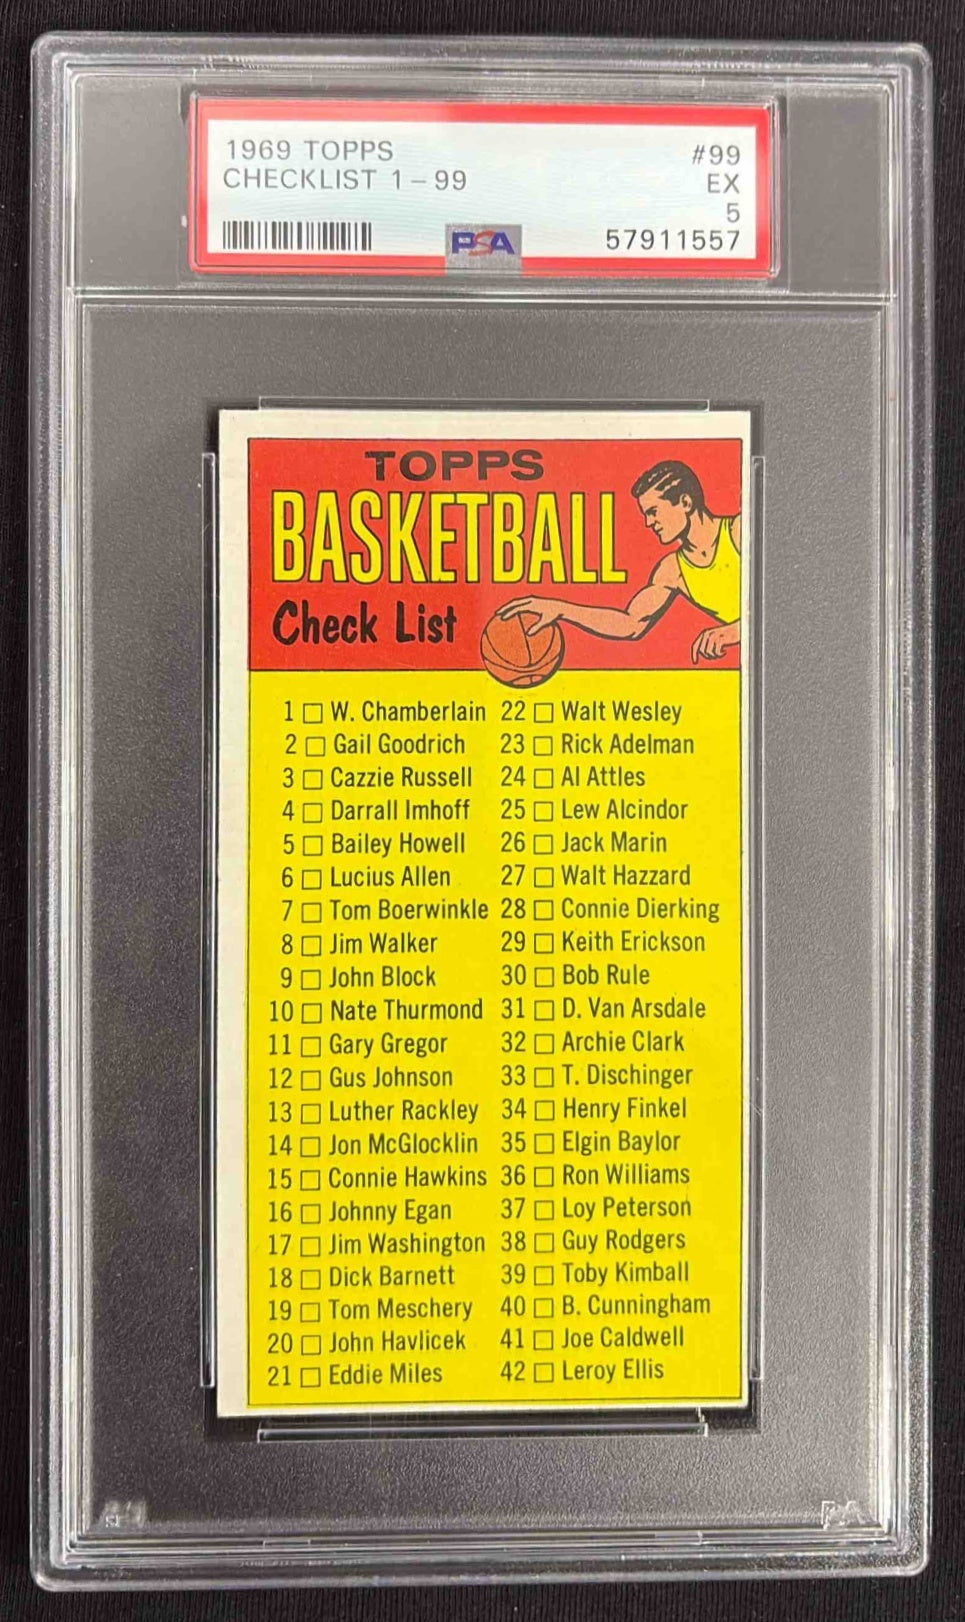 1969 TOPPS #99
CHECKLIST 1 – 99 EX
5
PSA 57911557
TOPPS
BASKETBALL
Check List
1 □ W. Chamberlain 22 □ Walt Wesley
2 □ Gail Goodrich 23 □ Rick Adelman
3 □ Cazzie Russell 24 □ Al Attles
4 □ Darrall Imhoff 25 □ Lew Alcindor
5 □ Bailey Howell 26 □ Jack Marin
6 □ Lucius Allen 27 □ Walt Hazzard
7 □ Tom Boerwinkle 28 □ Connie Dierking
8 □ Jim Walker 29 □ Keith Erickson
9 □ John Block 30 □ Bob Rule
10 □ Nate Thurmond 31 □ D. Van Arsdale
11 □ Gary Gregor 32 □ Archie Clark
12 □ Gus Johnson 33 □ T. Dischinger
13 □ Luther Rackley 34 □ Henry Finkel
14 □ Jon McGlocklin 35 □ Elgin Baylor
15 □ Connie Hawkins 36 □ Ron Williams
16 □ Johnny Egan 37 □ Loy Peterson
17 □ Jim Washington 38 □ Guy Rodgers
18 □ Dick Barnett 39 □ Toby Kimball
19 □ Tom Meschery 40 □ B. Cunningham
20 □ John Havlicek 41 □ Joe Caldwell
21 □ Eddie Miles 42 □ Leroy Ellis